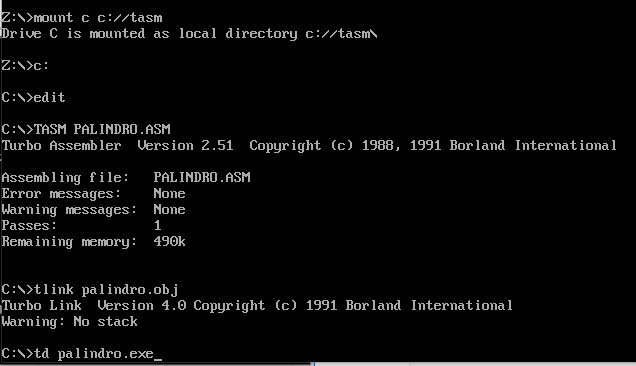 Z:\>mount c c://tasm
Drive C is mounted as local directory c://tasm\
Z:\>c:
C:\>edit
C:\>TASM PALINDRO.ASM
Turbo Assembler  Version 2.51  Copyright (c) 1988, 1991 Borland International
Assembling file:   PALINDRO.ASM
Error messages:    None
Warning messages:  None
Passes:            1
Remaining memory:  490k
C:\>tlink palindro.obj
Turbo Link  Version 4.0 Copyright (c) 1991 Borland International
Warning: No stack
C:\>td palindro.exe_